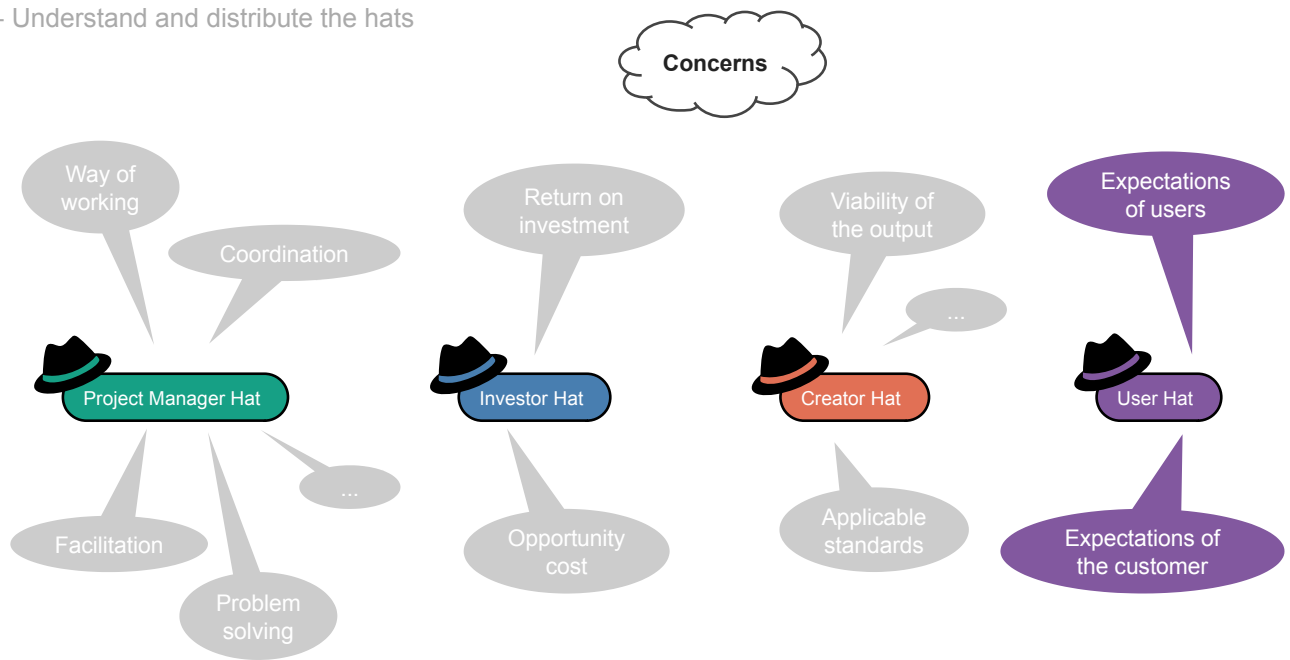 - Understand and distribute the hats
Concerns
Way of
working
Coordination
Return on
investment
Viability of
the output
...
Expectations
of users
Project Manager Hat
Investor Hat
Creator Hat
User Hat
...
Facilitation
Problem
solving
Opportunity
cost
Applicable
standards
Expectations of
the customer